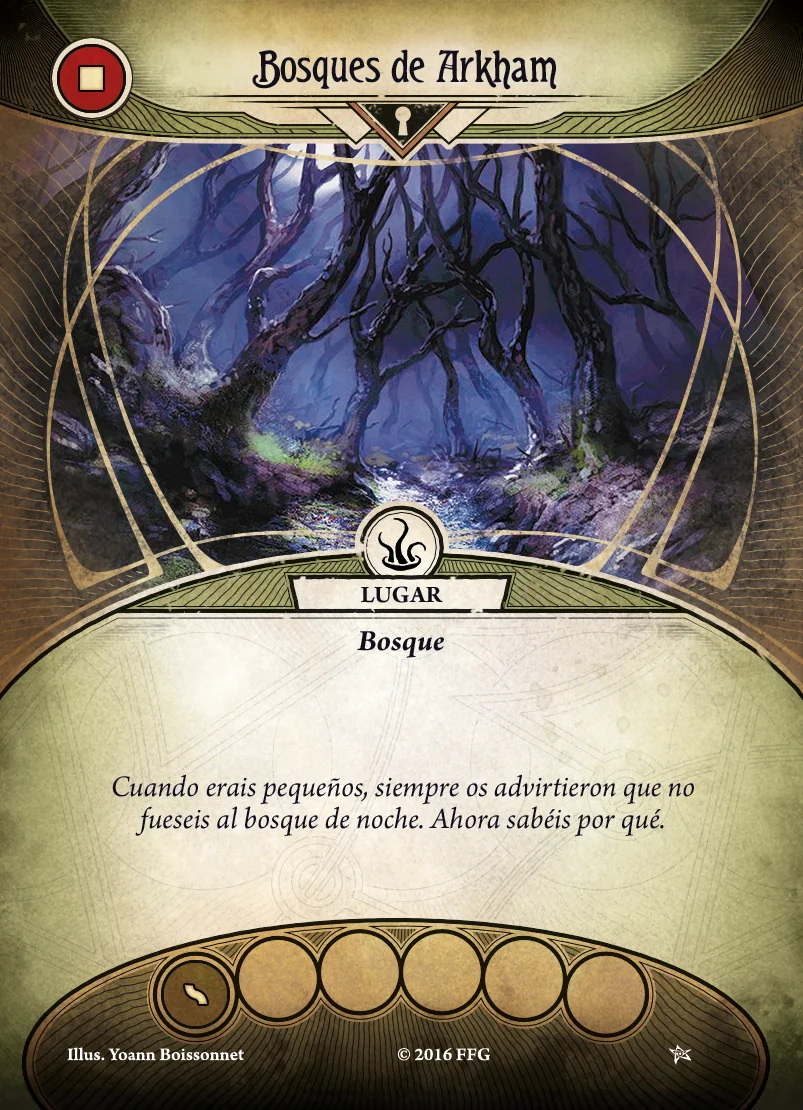 Bosques de Arkham
LUGAR
Bosque
Cuando erais pequeños, siempre os advirtieron que no
fueseis al bosque de noche. Ahora sabéis por qué.
Illus. Yoann Boissonnet
© 2016 FFG